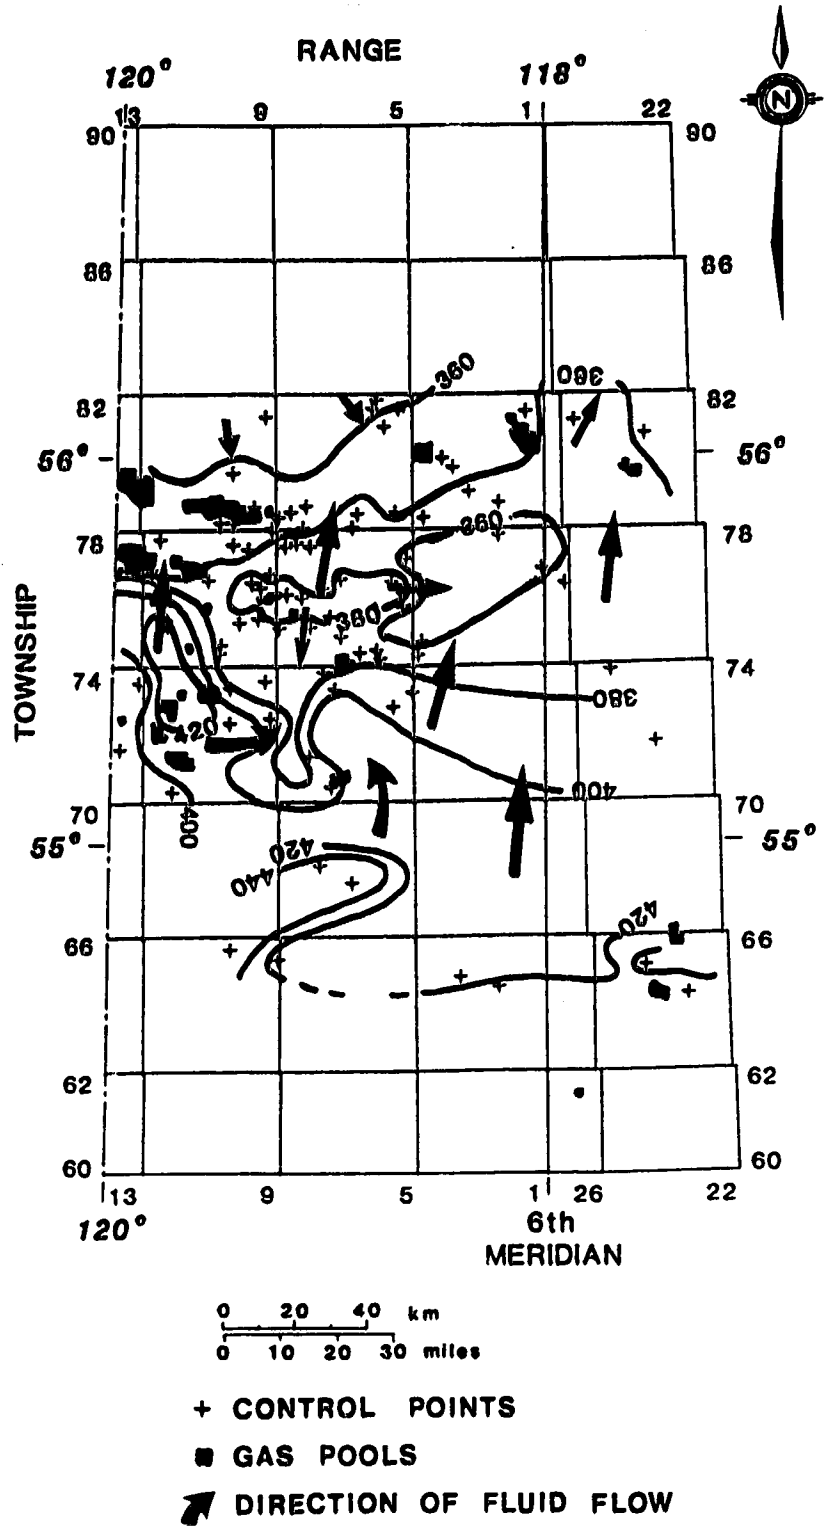 RANGE
120° 118°
13 9 5 1 22
90 90
N
86 86
360
360
82 82
56° 56°
78 360 78
TOWNSHIP
380
74 74
380
420
400
70 70
400
55° 55°
420
440
420
66 66
62 62
60 60
13 9 5 1 26 22
120° 6th
MERIDIAN
0 20 40 km
0 10 20 30 miles
+ CONTROL POINTS
GAS POOLS
DIRECTION OF FLUID FLOW